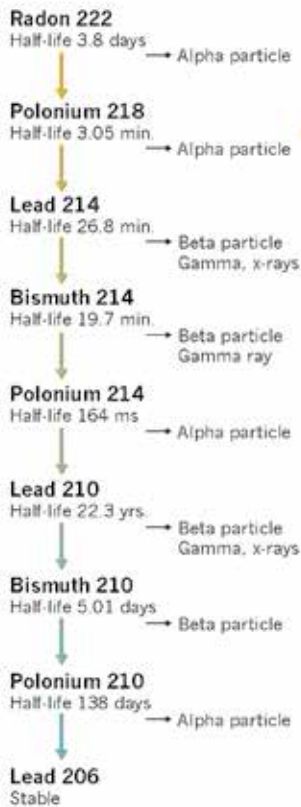 Radon 222
Half-life 3.8 days
Alpha particle
Polonium 218
Half-life 3.05 min.
Alpha particle
Lead 214
Half-life 26.8 min.
Beta particle
Gamma, x-rays
Bismuth 214
Half-life 19.7 min.
Beta particle
Gamma ray
Polonium 214
Half-life 164 ms
Alpha particle
Lead 210
Half-life 22.3 yrs.
Beta particle
Gamma, x-rays
Bismuth 210
Half-life 5.01 days
Beta particle
Polonium 210
Half-life 138 days
Alpha particle
Lead 206
Stable